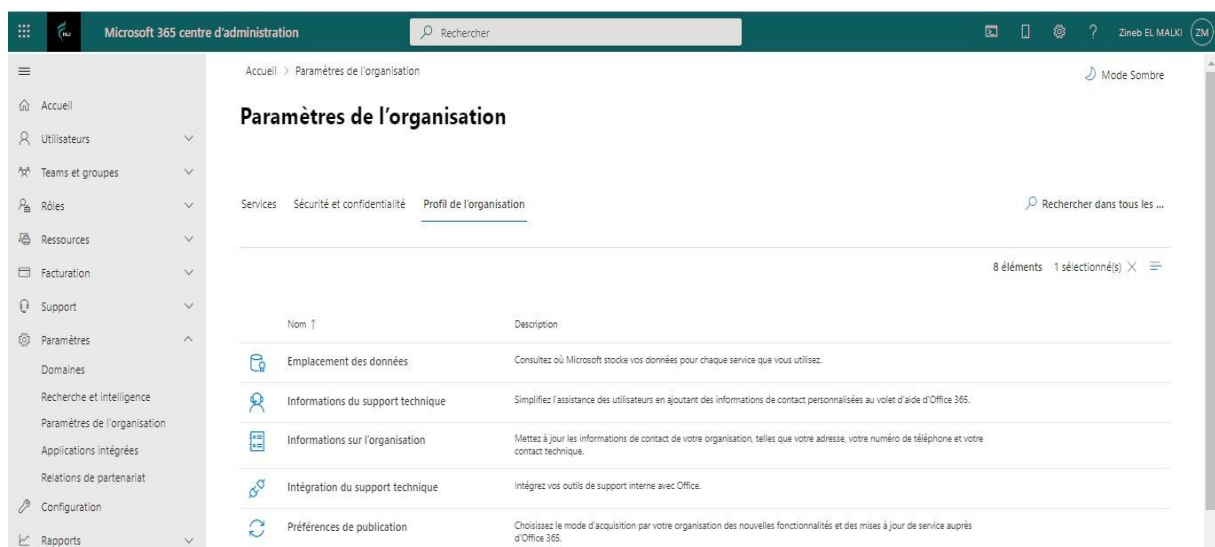 NU
Microsoft 365 centre d'administration
Rechercher
?
Zineb EL MALKI
ZM
Accueil > Paramètres de l'organisation
Mode Sombre
Accueil
Utilisateurs
Teams et groupes
Rôles
Ressources
Facturation
Support
Paramètres
Domaines
Recherche et intelligence
Paramètres de l'organisation
Applications intégrées
Relations de partenariat
Configuration
Rapports
Paramètres de l'organisation
Services Sécurité et confidentialité Profil de l'organisation
Rechercher dans tous les ...
8 éléments 1 sélectionné(s)
Nom ↑ Description
Emplacement des données
Consultez où Microsoft stocke vos données pour chaque service que vous utilisez.
Informations du support technique
Simplifiez l'assistance des utilisateurs en ajoutant des informations de contact personnalisées au volet d'aide d'Office 365.
Informations sur l'organisation
Mettez à jour les informations de contact de votre organisation, telles que votre adresse, votre numéro de téléphone et votre
contact technique.
Intégration du support technique
Intégrez vos outils de support interne avec Office.
Préférences de publication
Choisissez le mode d'acquisition par votre organisation des nouvelles fonctionnalités et des mises à jour de service auprès
d'Office 365.